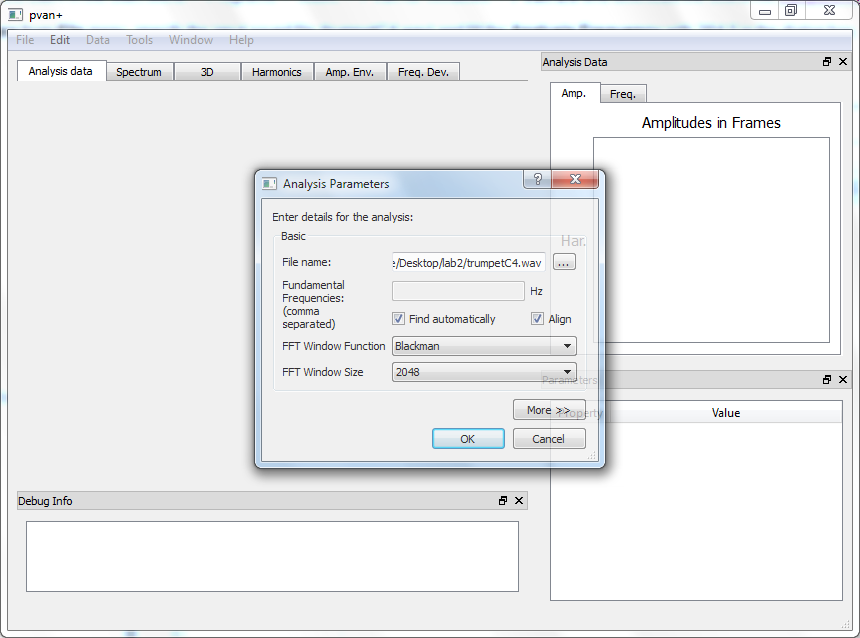 pvan+
File Edit Data Tools Window Help
Analysis data Spectrum 3D Harmonics Amp. Env. Freq. Dev.
Analysis Data
Amp. Freq.
Amplitudes in Frames
Har.
Analysis Parameters
Enter details for the analysis:
Basic
File name: e/Desktop/lab2/trumpetC4.wav ...
Fundamental
Frequencies:
(comma
separated)
Hz
Find automatically Align
FFT Window Function Blackman
FFT Window Size 2048
More >>
OK Cancel
Parameters
Property Value
Debug Info